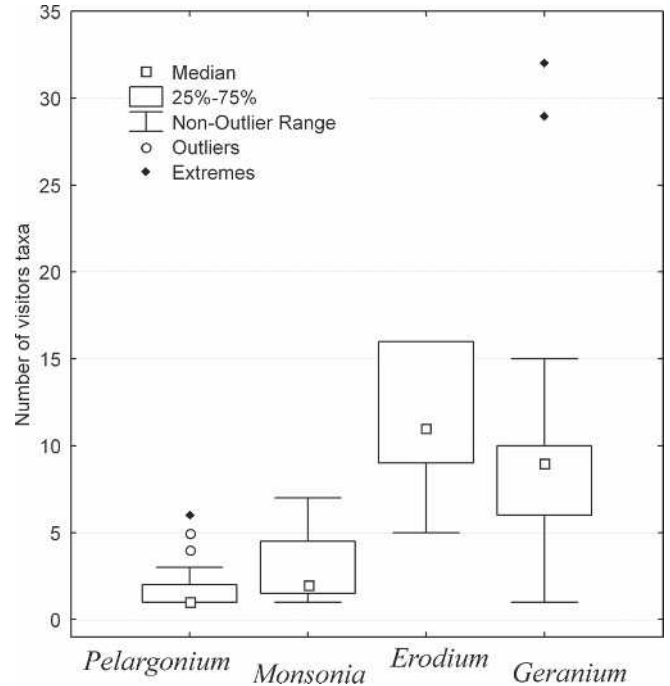 35
30
25
20
15
10
5
0
Number of visitors taxa
Median
25%-75%
Non-Outlier Range
Outliers
Extremes
Pelargonium
Monsonia
Erodium
Geranium